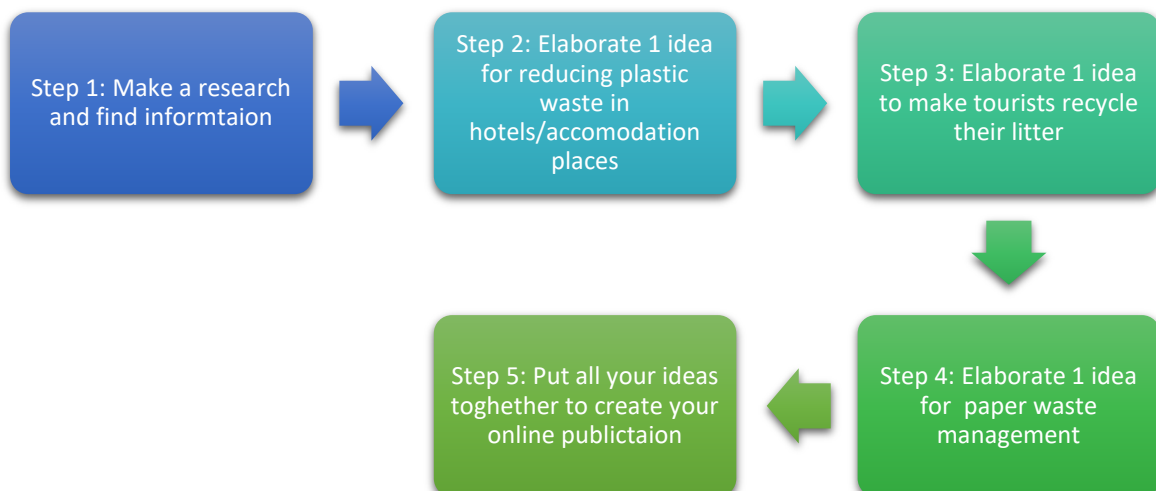 Step 1: Make a research
and find informtaion
Step 2: Elaborate 1 idea
for reducing plastic
waste in
hotels/accomodation
places
Step 3: Elaborate 1 idea
to make tourists recycle
their litter
Step 4: Elaborate 1 idea
for  paper waste
management
Step 5: Put all your ideas
toghether to create your
online publictaion